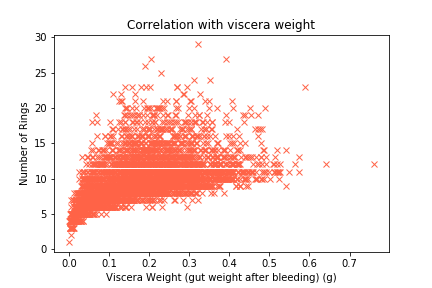 Correlation with viscera weight
30
25
20
15
10
5
0
Number of Rings
0.0 0.1 0.2 0.3 0.4 0.5 0.6 0.7
Viscera Weight (gut weight after bleeding) (g)